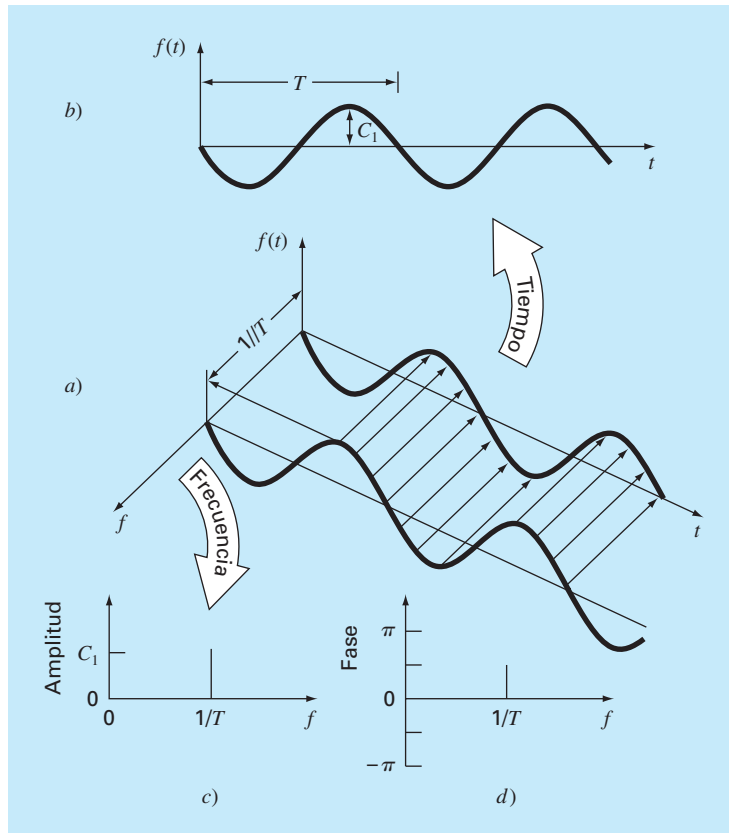 f(t)
T
b)
C₁
t
f(t)
Tiempo
1//T
a)
f
Frecuencia
t
Amplitud
C₁
0
0
1/T
f
c)
Fase
π
0
−π
1/T
f
d)